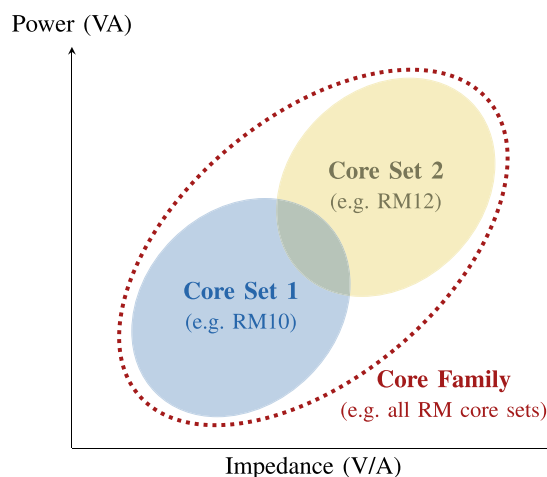 Power (VA)
Core Set 2
(e.g. RM12)
Core Set 1
(e.g. RM10)
Core Family
(e.g. all RM core sets)
Impedance (V/A)